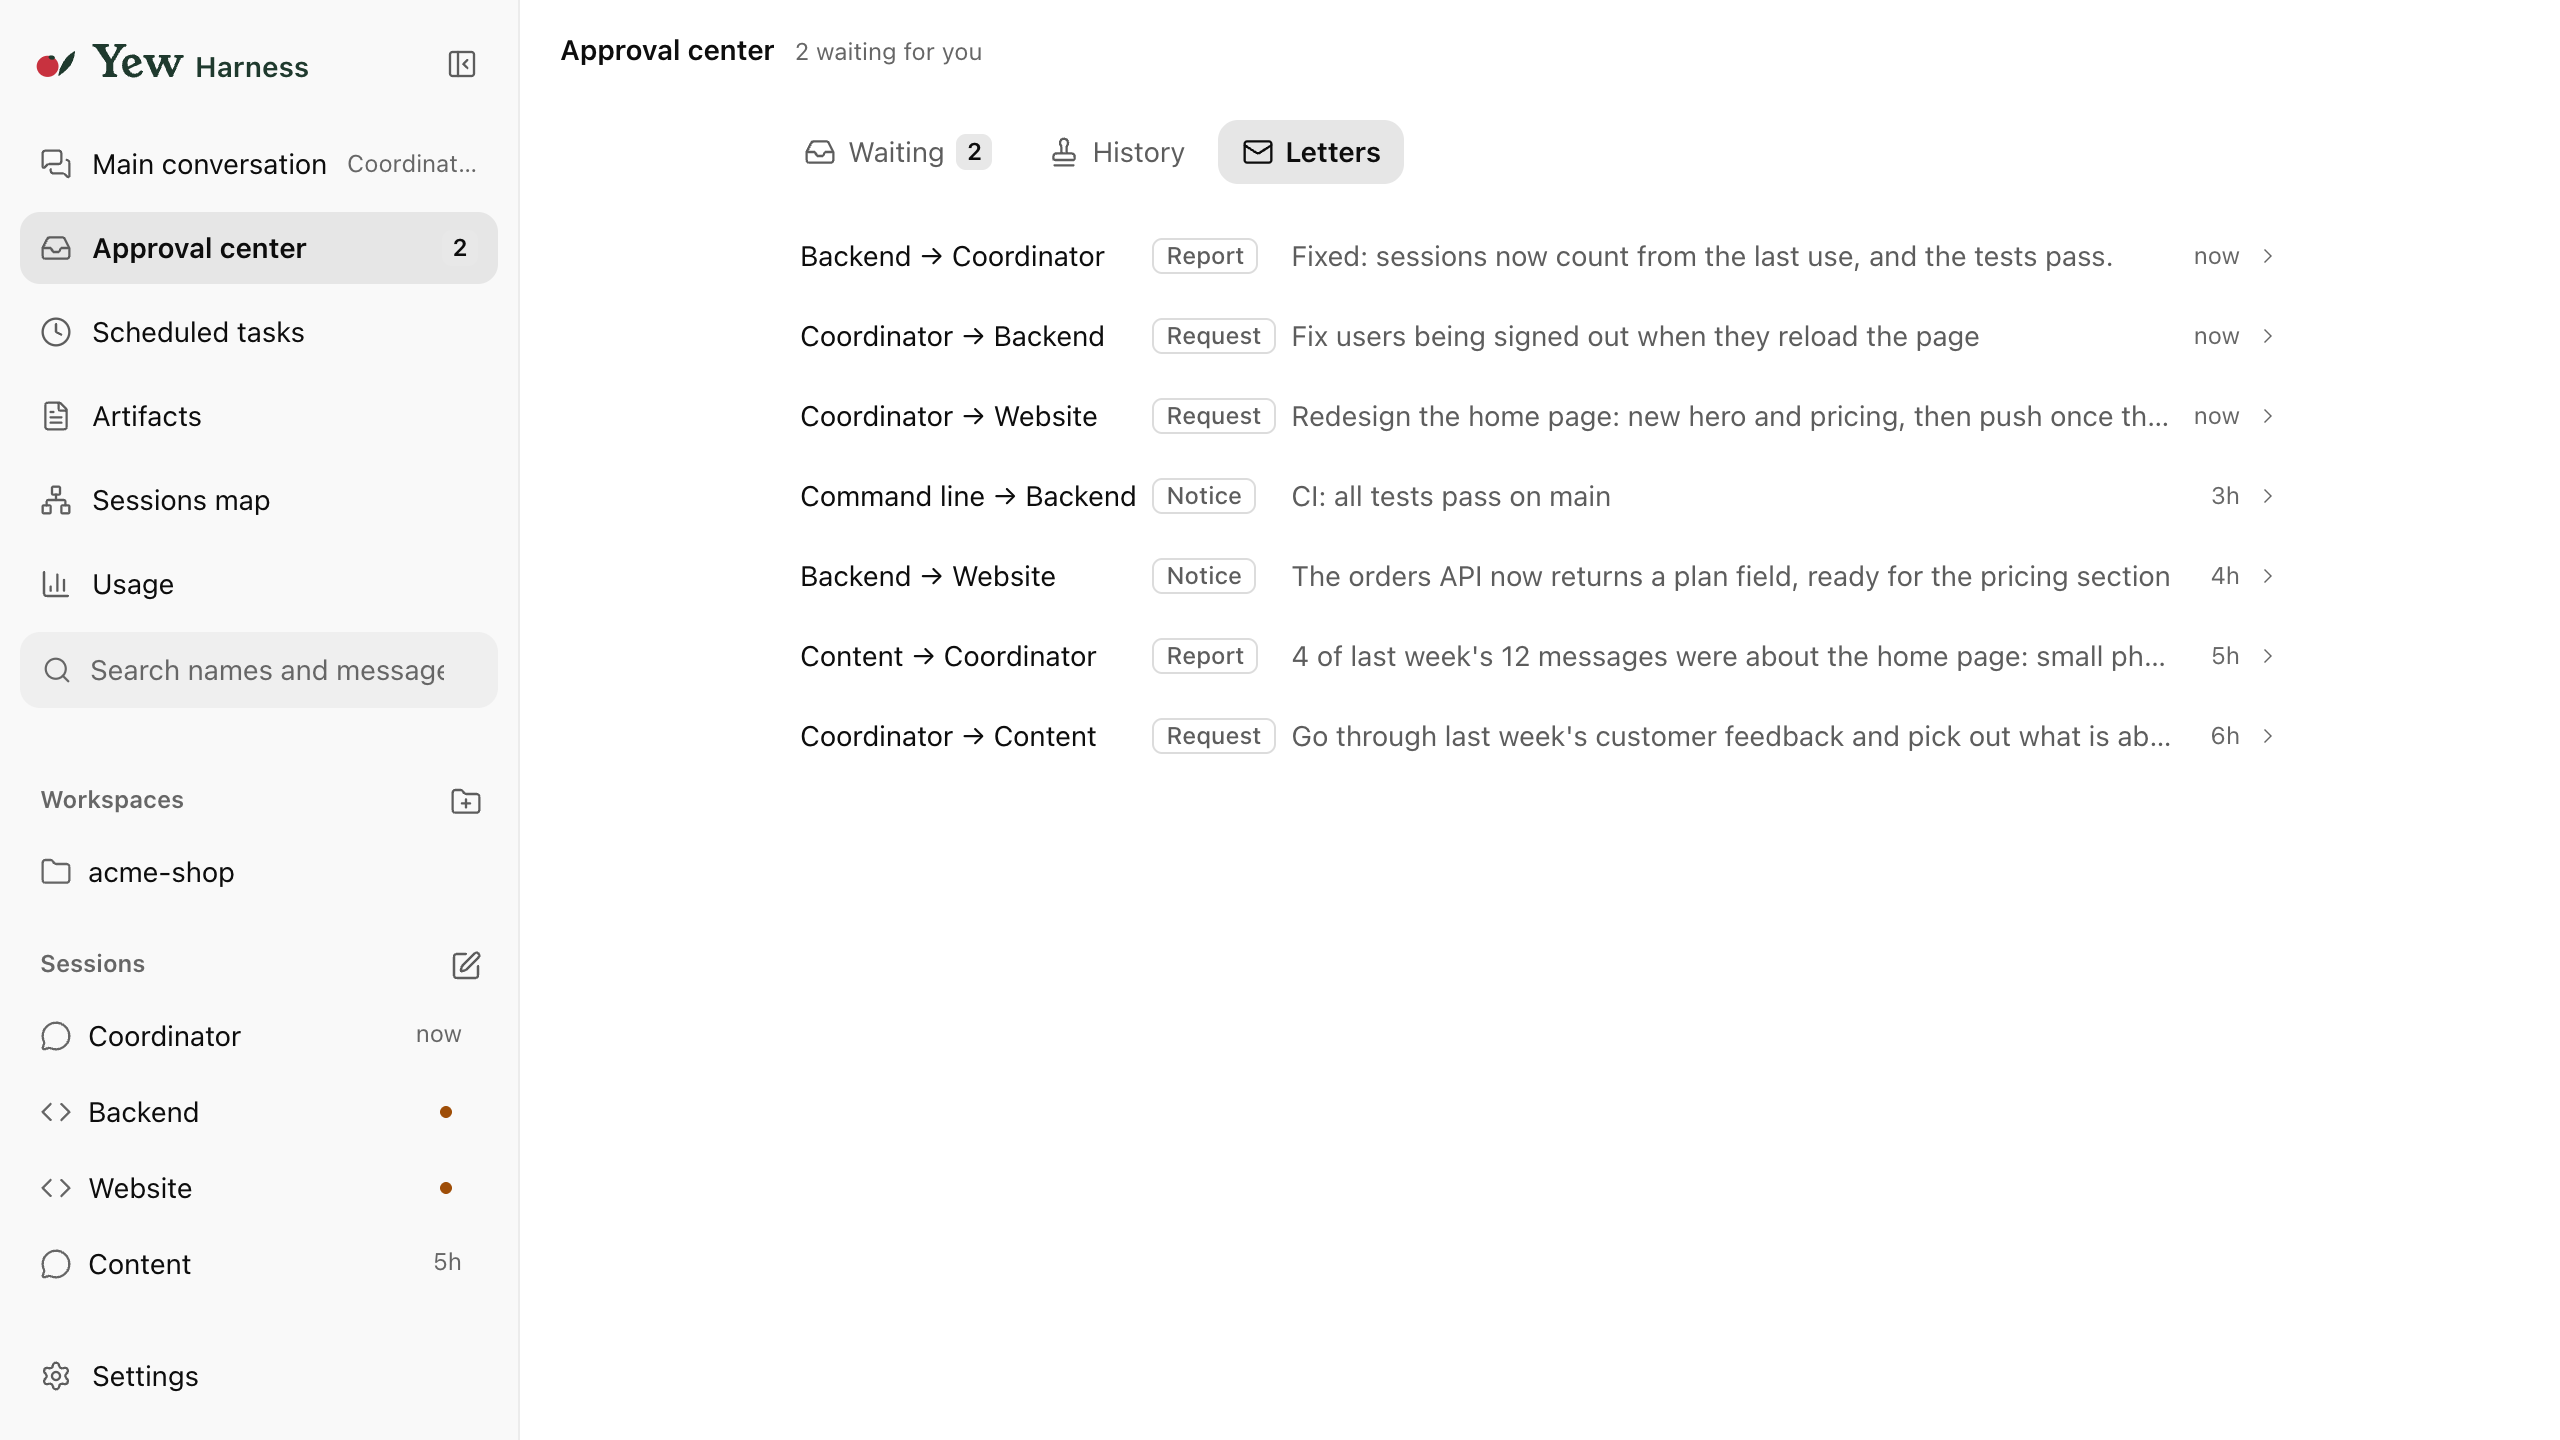 Yew Harness
Main conversation Coordinat...
Approval center 2
Scheduled tasks
Artifacts
Sessions map
Usage
Search names and message
Workspaces
acme-shop
Sessions
Coordinator now
Backend
Website
Content 5h
Settings
Approval center 2 waiting for you
Waiting 2 History Letters
Backend → Coordinator Report Fixed: sessions now count from the last use, and the tests pass. now
Coordinator → Backend Request Fix users being signed out when they reload the page now
Coordinator → Website Request Redesign the home page: new hero and pricing, then push once th... now
Command line → Backend Notice CI: all tests pass on main 3h
Backend → Website Notice The orders API now returns a plan field, ready for the pricing section 4h
Content → Coordinator Report 4 of last week's 12 messages were about the home page: small ph... 5h
Coordinator → Content Request Go through last week's customer feedback and pick out what is ab... 6h